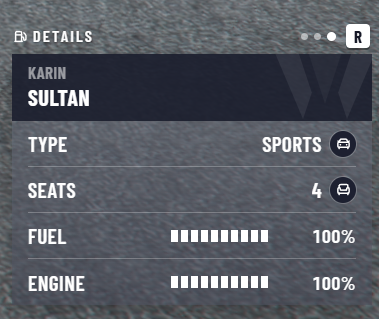 DETAILS R
KARIN
SULTAN
TYPE SPORTS
SEATS 4
FUEL 100%
ENGINE 100%